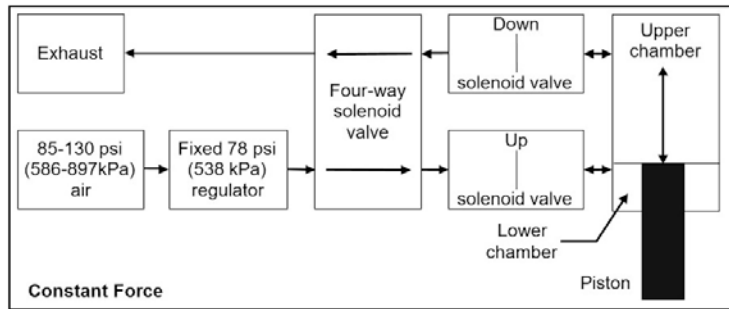 Exhaust
Four-way
solenoid
valve
Down
solenoid valve
Upper
chamber
85-130 psi
(586-897kPa)
air
Fixed 78 psi
(538 kPa)
regulator
Up
solenoid valve
Lower
chamber
Piston
Constant Force